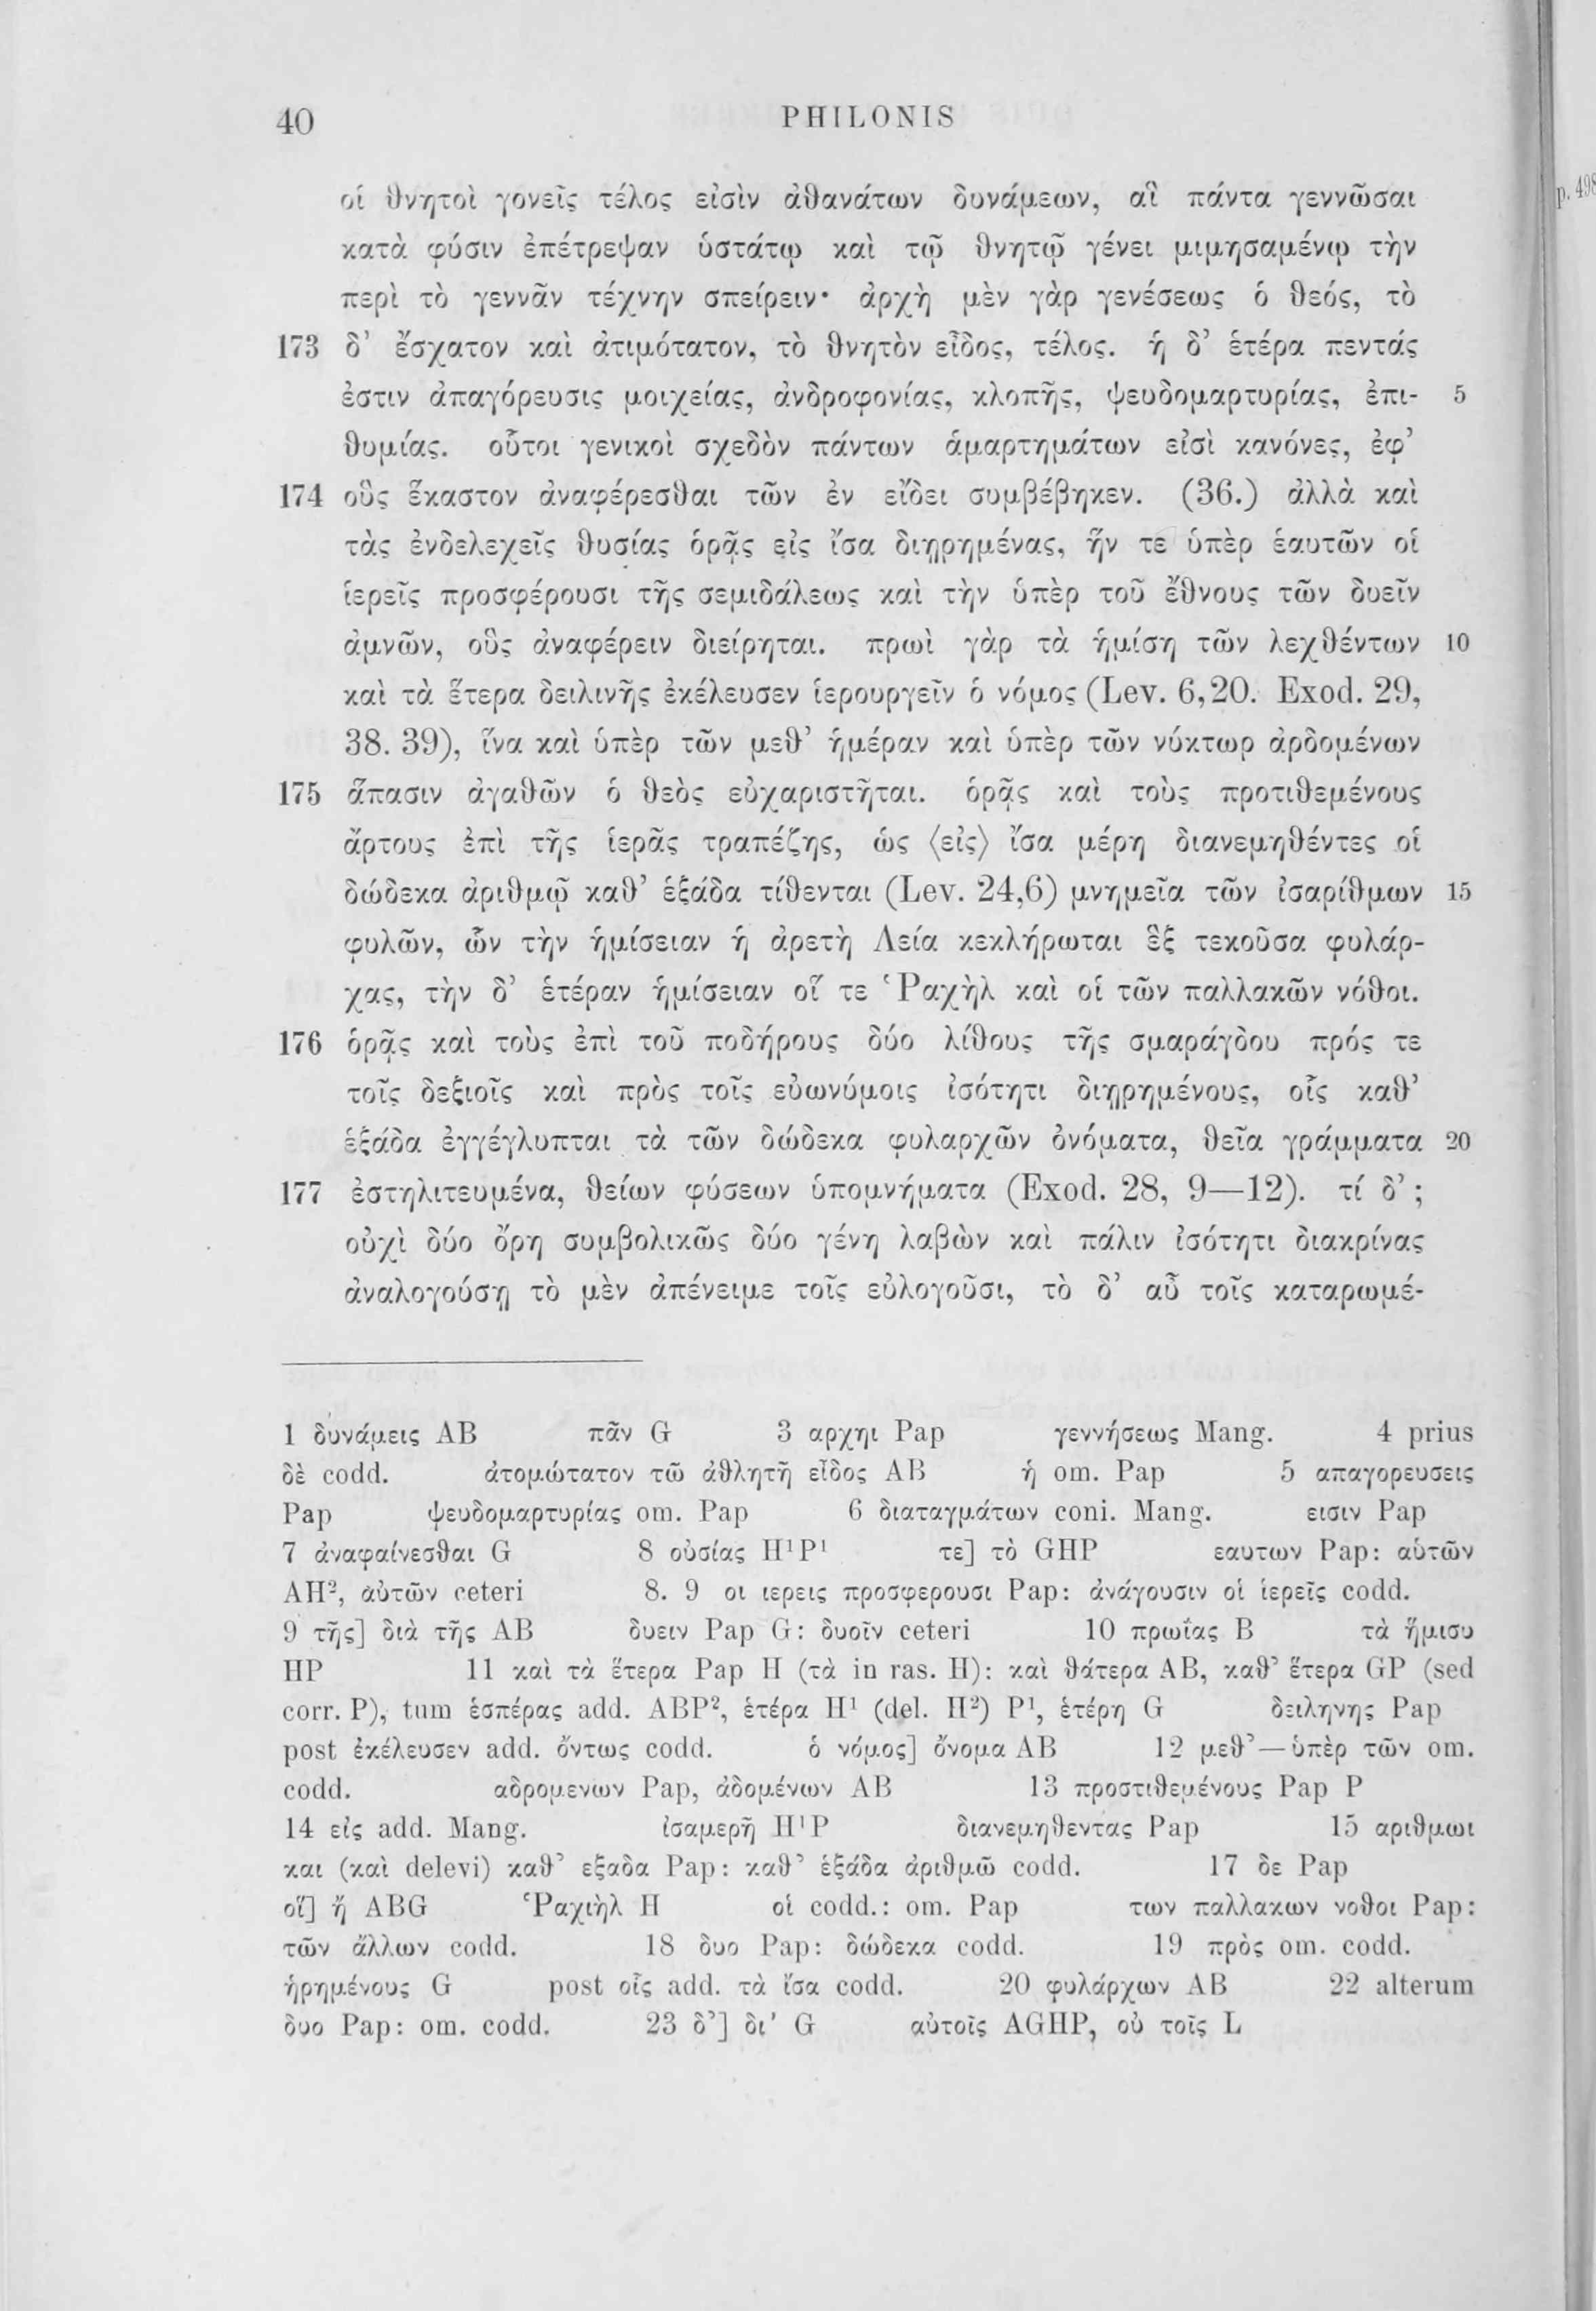 40 PHILONIS
οἱ θνητοὶ γονεῖς τέλος εἰσὶν ἀθανάτων δυνάμεων, αἳ πάντα γεννῶσαι p. 498
κατὰ φύσιν ἐπέτρεψαν ὑστάτῳ καὶ τῷ θνητῷ γένει μιμησαμένῳ τὴν
περὶ τὸ γεννᾶν τέχνην σπείρειν· ἀρχὴ μὲν γὰρ γενέσεως ὁ θεός, τὸ
173 δ’ ἔσχατον καὶ ἀτιμότατον, τὸ θνητὸν εἶδος, τέλος. ἡ δ’ ἑτέρα πεντάς
ἐστιν ἀπαγόρευσις μοιχείας, ἀνδροφονίας, κλοπῆς, ψευδομαρτυρίας, ἐπι- 5
θυμίας. οὗτοι γενικοὶ σχεδὸν πάντων ἁμαρτημάτων εἰσὶ κανόνες, ἐφ’
174 οὓς ἕκαστον ἀναφέρεσθαι τῶν ἐν εἴδει συμβέβηκεν. (36.) ἀλλὰ καὶ
τὰς ἐνδελεχεῖς θυσίας ὁρᾷς εἰς ἴσα διῃρημένας, ἥν τε ὑπὲρ ἑαυτῶν οἱ
ἱερεῖς προσφέρουσι τῆς σεμιδάλεως καὶ τὴν ὑπὲρ τοῦ ἔθνους τῶν δυεῖν
ἀμνῶν, οὓς ἀναφέρειν διείρηται. πρωὶ γὰρ τὰ ἡμίση τῶν λεχθέντων 10
καὶ τὰ ἕτερα δειλινῆς ἐκέλευσεν ἱερουργεῖν ὁ νόμος (Lev. 6,20. Exod. 29,
38. 39), ἵνα καὶ ὑπὲρ τῶν μεθ’ ἡμέραν καὶ ὑπὲρ τῶν νύκτωρ ἀρδομένων
175 ἅπασιν ἀγαθῶν ὁ θεὸς εὐχαριστῆται. ὁρᾷς καὶ τοὺς προτιθεμένους
ἄρτους ἐπὶ τῆς ἱερᾶς τραπέζης, ὡς ⟨εἰς⟩ ἴσα μέρη διανεμηθέντες οἱ
δώδεκα ἀριθμῷ καθ’ ἑξάδα τίθενται (Lev. 24,6) μνημεῖα τῶν ἰσαρίθμων 15
φυλῶν, ὧν τὴν ἡμίσειαν ἡ ἀρετὴ Λεία κεκλήρωται ἓξ τεκοῦσα φυλάρ-
χας, τὴν δ’ ἑτέραν ἡμίσειαν οἵ τε Ῥαχὴλ καὶ οἱ τῶν παλλακῶν νόθοι.
176 ὁρᾷς καὶ τοὺς ἐπὶ τοῦ ποδήρους δύο λίθους τῆς σμαράγδου πρός τε
τοῖς δεξιοῖς καὶ πρὸς τοῖς εὐωνύμοις ἰσότητι διῃρημένους, οἷς καθ’
ἑξάδα ἐγγέγλυπται τὰ τῶν δώδεκα φυλαρχῶν ὀνόματα, θεῖα γράμματα 20
177 ἐστηλιτευμένα, θείων φύσεων ὑπομνήματα (Exod. 28, 9—12). τί δ’;
οὐχὶ δύο ὄρη συμβολικῶς δύο γένη λαβὼν καὶ πάλιν ἰσότητι διακρίνας
ἀναλογούσῃ τὸ μὲν ἀπένειμε τοῖς εὐλογοῦσι, τὸ δ’ αὖ τοῖς καταρωμέ-
1 δυνάμεις AB πᾶν G 3 αρχηι Pap γεννήσεως Mang. 4 prius
δὲ codd. ἀτομώτατον τῶ ἀθλητῆ εἶδος AB ἡ om. Pap 5 απαγορευσεις
Pap ψευδομαρτυρίας om. Pap 6 διαταγμάτων coni. Mang. εισιν Pap
7 ἀναφαίνεσθαι G 8 οὐσίας H¹P¹ τε] τὸ GHP εαυτων Pap: αὑτῶν
AH², αὐτῶν ceteri 8. 9 οι ιερεις προσφερουσι Pap: ἀνάγουσιν οἱ ἱερεῖς codd.
9 τῆς] διὰ τῆς AB δυειν Pap G: δυοῖν ceteri 10 πρωΐας B τὰ ἥμισυ
HP 11 καὶ τὰ ἕτερα Pap H (τὰ in ras. H): καὶ θάτερα AB, καθ’ ἕτερα GP (sed
corr. P), tum ἑσπέρας add. ABP², ἑτέρα H¹ (del. H²) P¹, ἑτέρη G δειληνης Pap
post ἐκέλευσεν add. ὄντως codd. ὁ νόμος] ὄνομα AB 12 μεθ’—ὑπὲρ τῶν om.
codd. αδρομενων Pap, ἀδομένων AB 13 προστιθεμένους Pap P
14 εἰς add. Mang. ἰσαμερῆ H¹P διανεμηθεντας Pap 15 αριθμωι
και (καὶ delevi) καθ’ εξαδα Pap: καθ’ ἑξάδα ἀριθμῶ codd. 17 δε Pap
οἵ] ἥ ABG Ῥαχιὴλ H οἱ codd.: om. Pap των παλλακων νοθοι Pap:
τῶν ἄλλων codd. 18 δυο Pap: δώδεκα codd. 19 πρὸς om. codd.
ἡρημένους G post οἷς add. τὰ ἴσα codd. 20 φυλάρχων AB 22 alterum
δυο Pap: om. codd. 23 δ’] δι’ G αὐτοῖς AGHP, οὐ τοῖς L